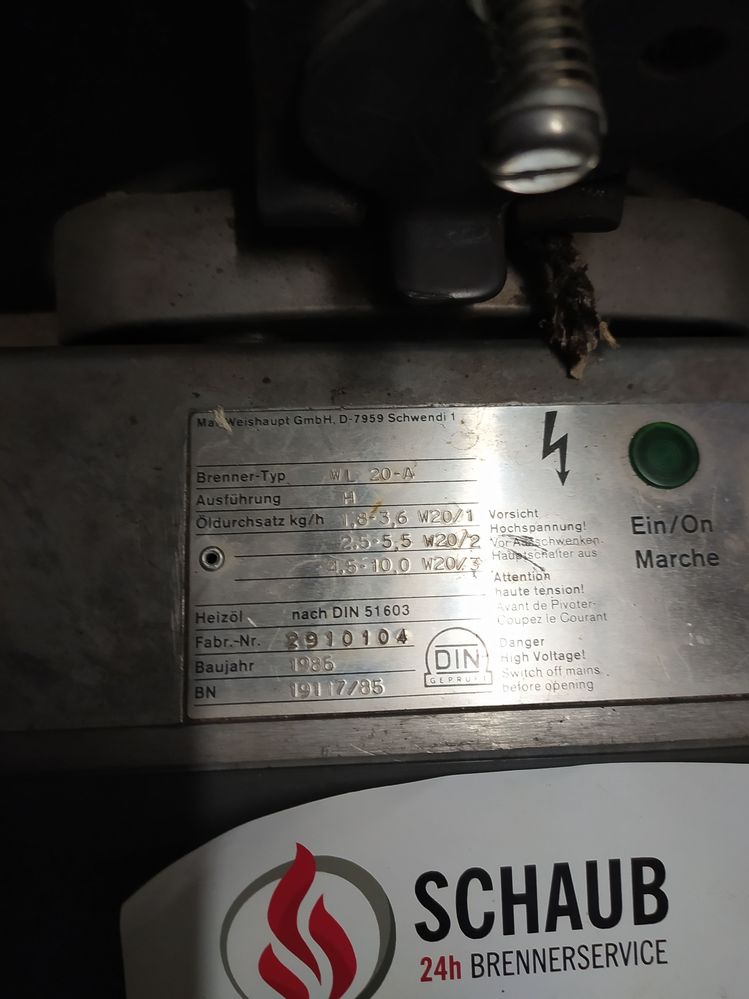 Max Weishaupt GmbH, D-7959 Schwendi 1
Brenner-Typ WL 20-A
Ausführung H
Öldurchsatz kg/h 1,8-3,6 W20/1
2,5-5,5 W20/2
4,5-10,0 W20/3
Heizöl nach DIN 51603
Fabr.-Nr. 2910104
Baujahr 1986
BN 19117/85
DIN
GEPRÜFT
Vorsicht
Hochspannung!
Vor Ausschwenken
Hauptschalter aus
Attention
haute tension!
Avant de Pivoter-
Coupez le Courant
Danger
High Voltage!
Switch off mains
before opening
Ein/On
Marche
SCHAUB
24h BRENNERSERVICE